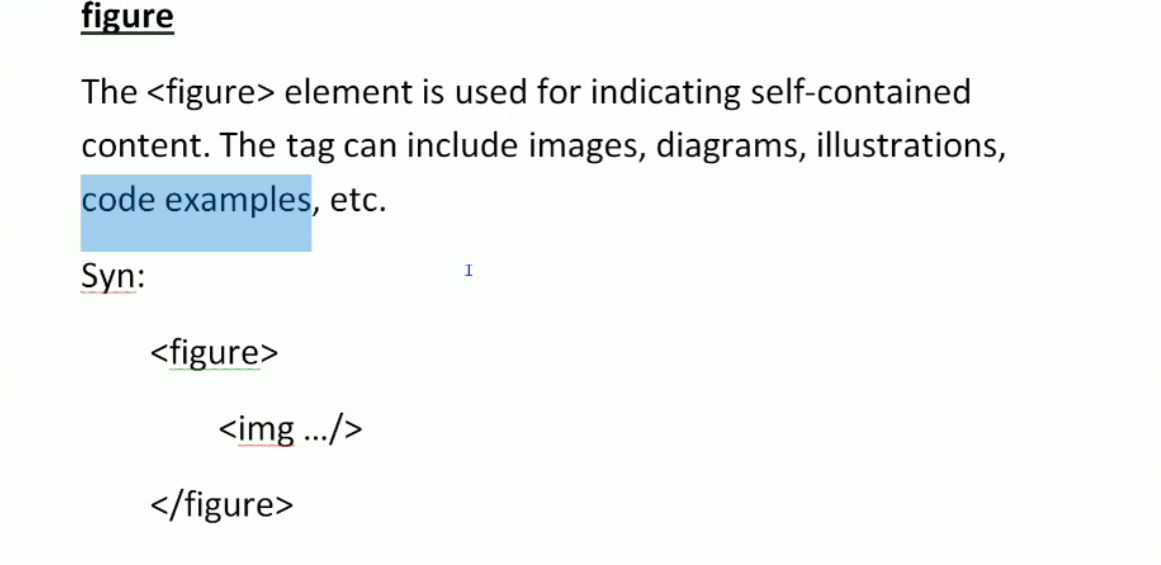 figure
The <figure> element is used for indicating self-contained
content. The tag can include images, diagrams, illustrations,
code examples, etc.
Syn:
<figure>
<img .../>
</figure>